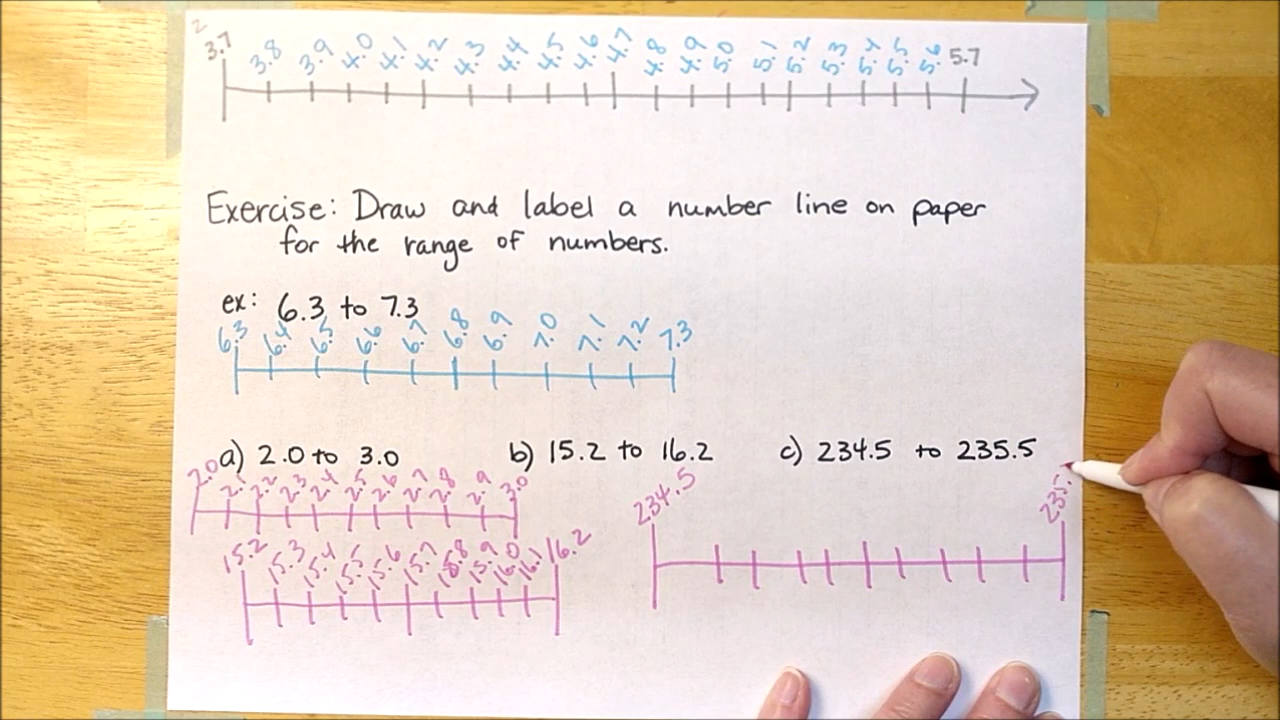 2
3.7 3.8 3.9 4.0 4.1 4.2 4.3 4.4 4.5 4.6 4.7 4.8 4.9 5.0 5.1 5.2 5.3 5.4 5.5 5.6 5.7
Exercise: Draw and label a number line on paper
for the range of numbers.
ex: 6.3 to 7.3
6.3 6.4 6.5 6.6 6.7 6.8 6.9 7.0 7.1 7.2 7.3
a) 2.0 to 3.0 b) 15.2 to 16.2 c) 234.5 to 235.5
2.0 2.1 2.2 2.3 2.4 2.5 2.6 2.7 2.8 2.9 3.0
234.5 235.
15.2 15.3 15.4 15.5 15.6 15.7 15.8 15.9 16.0 16.1 16.2